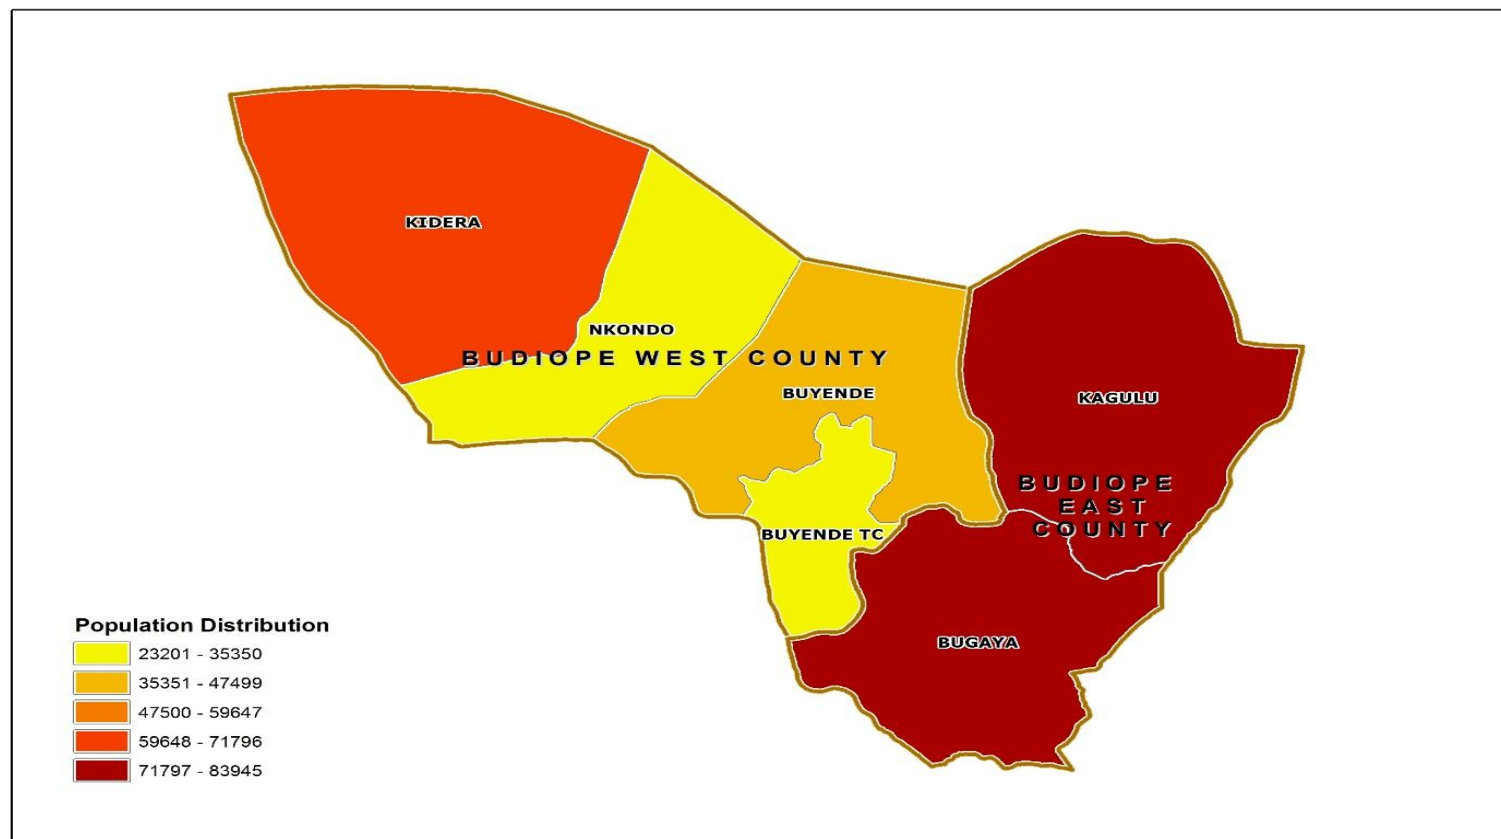 KIDERA
NKONDO
BUDIOPE WEST COUNTY
BUYENDE
KAGULU
BUDIOPE
EAST
COUNTY
BUYENDE TC
BUGAYA
Population Distribution
23201 - 35350
35351 - 47499
47500 - 59647
59648 - 71796
71797 - 83945